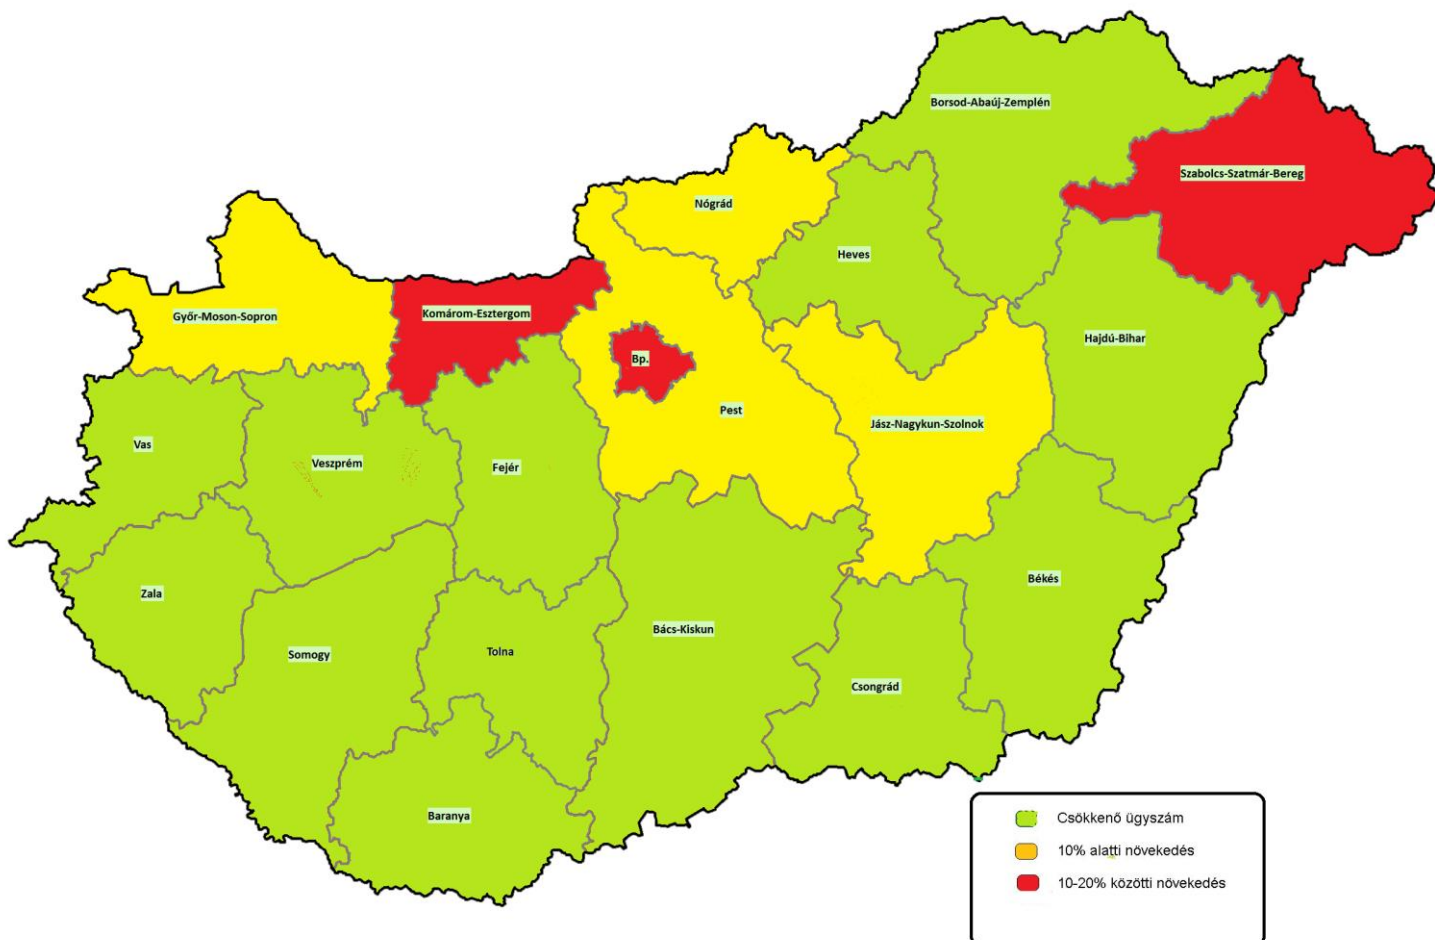 Borsod-Abaúj-Zemplén
Szabolcs-Szatmár-Bereg
Nógrád
Heves
Győr-Moson-Sopron
Komárom-Esztergom
Hajdú-Bihar
Bp.
Pest
Jász-Nagykun-Szolnok
Vas
Veszprém
Fejér
Békés
Zala
Bács-Kiskun
Somogy
Tolna
Csongrád
Baranya
Csökkenő ügyszám
10% alatti növekedés
10-20% közötti növekedés